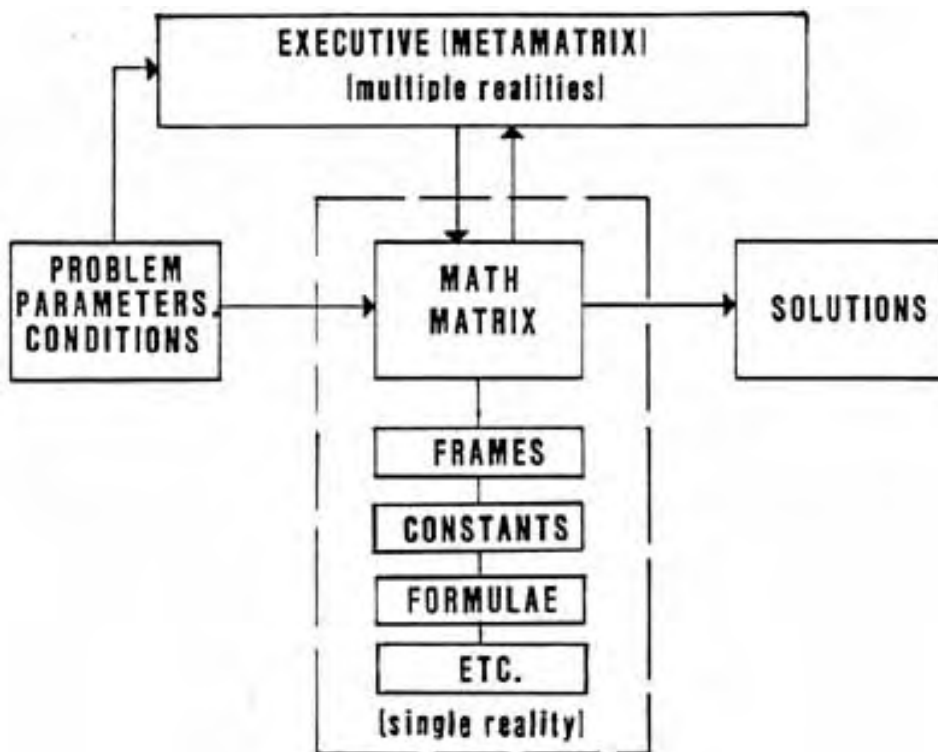 EXECUTIVE (METAMATRIX)
(multiple realities)
PROBLEM
PARAMETERS
CONDITIONS
MATH
MATRIX
SOLUTIONS
FRAMES
CONSTANTS
FORMULAE
ETC.
(single reality)